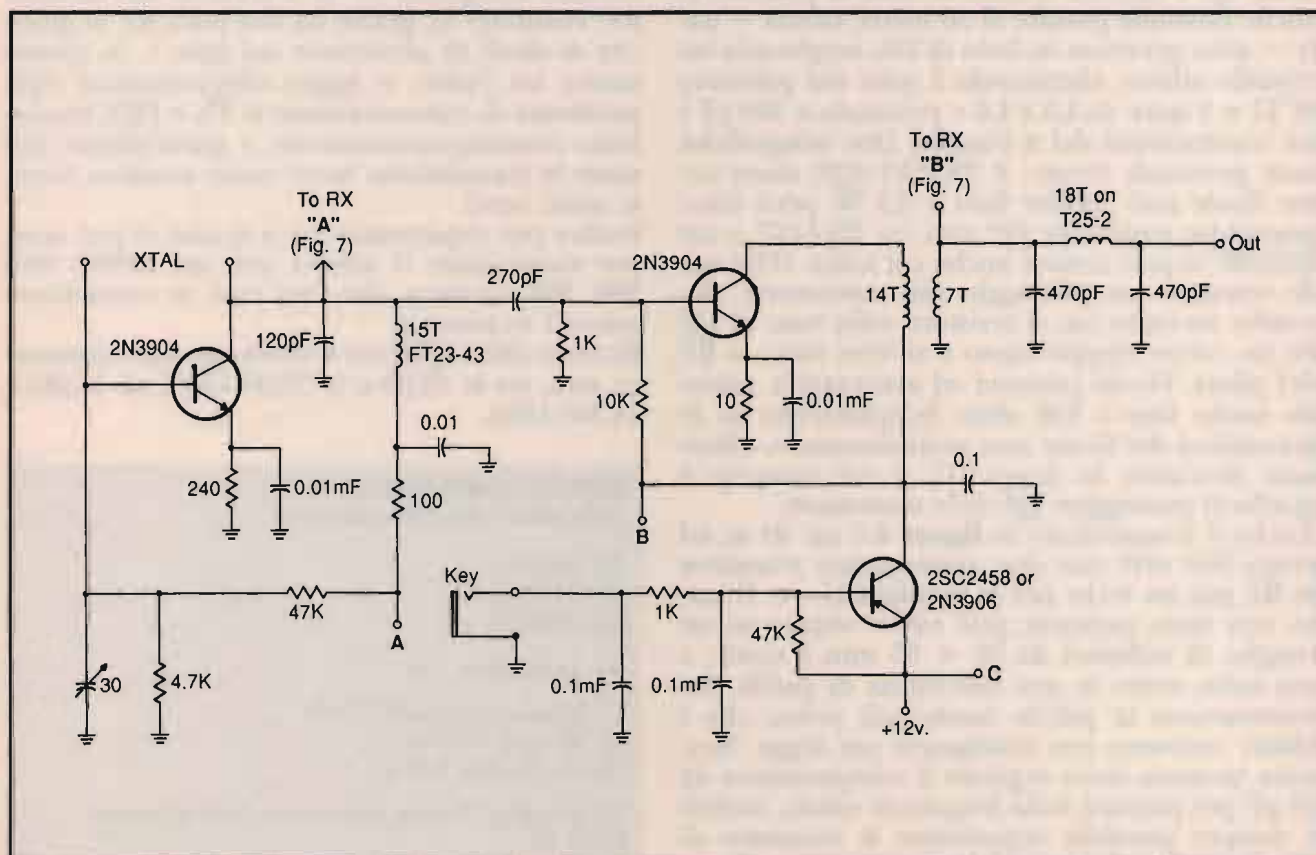 To RX
"A"
(Fig. 7)
XTAL
2N3904
120pF
15T
FT23-43
270pF
1K
10K
2N3904
14T
To RX
"B"
(Fig. 7)
7T
18T on
T25-2
470pF
470pF
Out
10
0.01mF
240
0.01mF
0.01
100
B
0.1
47K
A
Key
1K
2SC2458 or
2N3906
47K
C
30
4.7K
0.1mF
0.1mF
+12v.